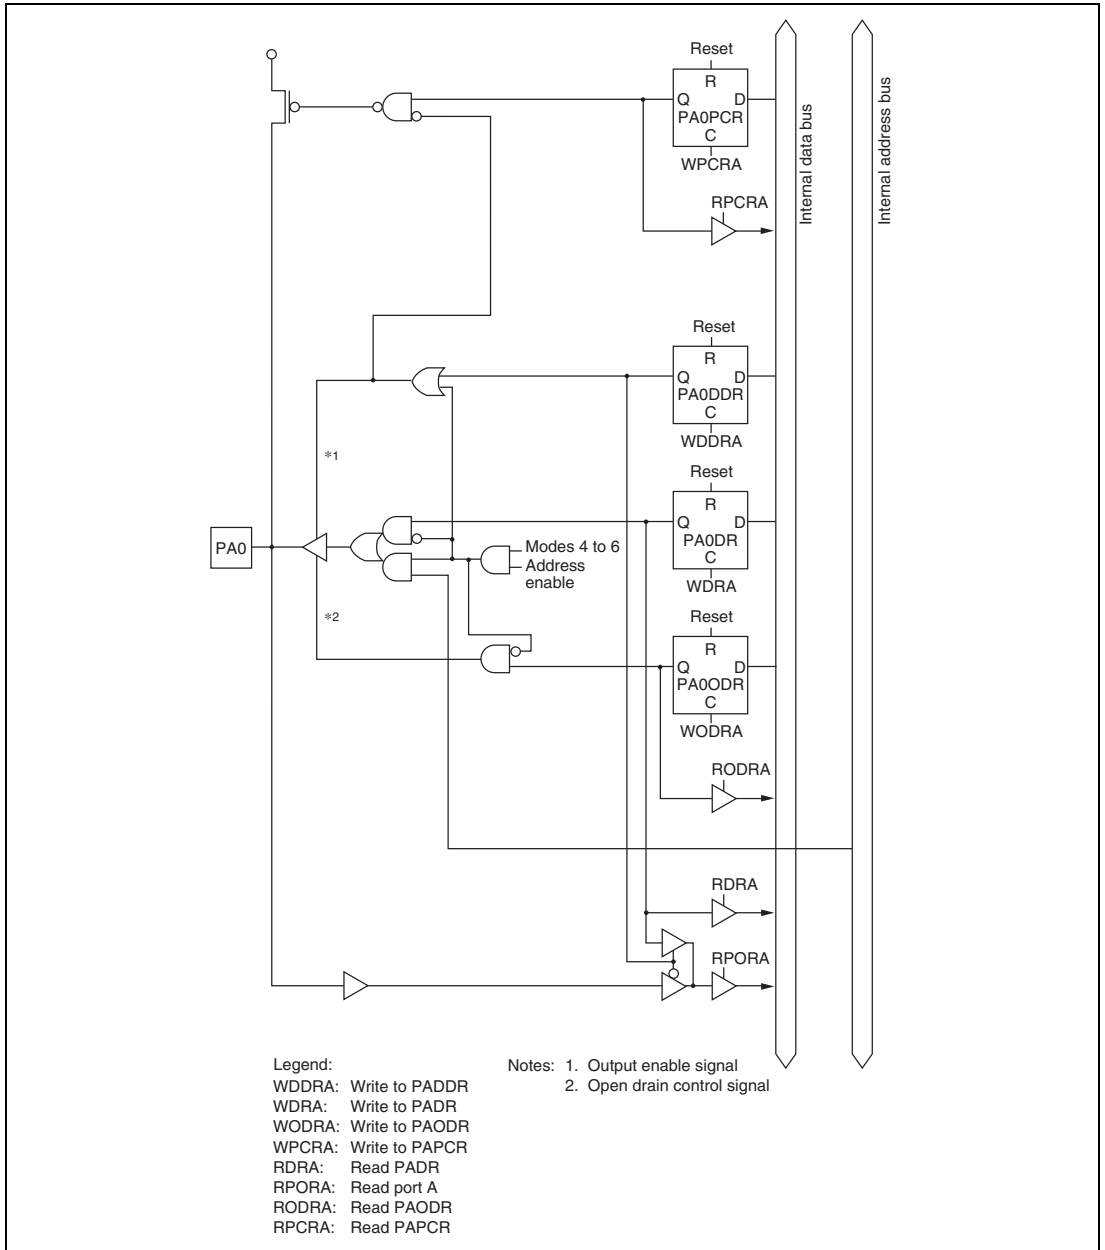 Reset
R
Q D
PA0PCR
C
WPCRA
RPCRA
Internal data bus
Internal address bus
Reset
R
Q D
PA0DDR
C
WDDRA
*1
Reset
R
Q D
PA0DR
C
WDRA
PA0
Modes 4 to 6
Address
enable
*2
Reset
R
Q D
PA0ODR
C
WODRA
RODRA
RDRA
RPORA
Legend:
WDDRA: Write to PADDR
WDRA: Write to PADR
WODRA: Write to PAODR
WPCRA: Write to PAPCR
RDRA: Read PADR
RPORA: Read port A
RODRA: Read PAODR
RPCRA: Read PAPCR
Notes: 1. Output enable signal
2. Open drain control signal